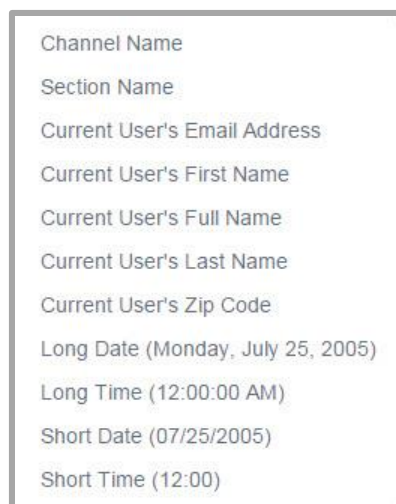 Channel Name
Section Name
Current User's Email Address
Current User's First Name
Current User's Full Name
Current User's Last Name
Current User's Zip Code
Long Date (Monday, July 25, 2005)
Long Time (12:00:00 AM)
Short Date (07/25/2005)
Short Time (12:00)